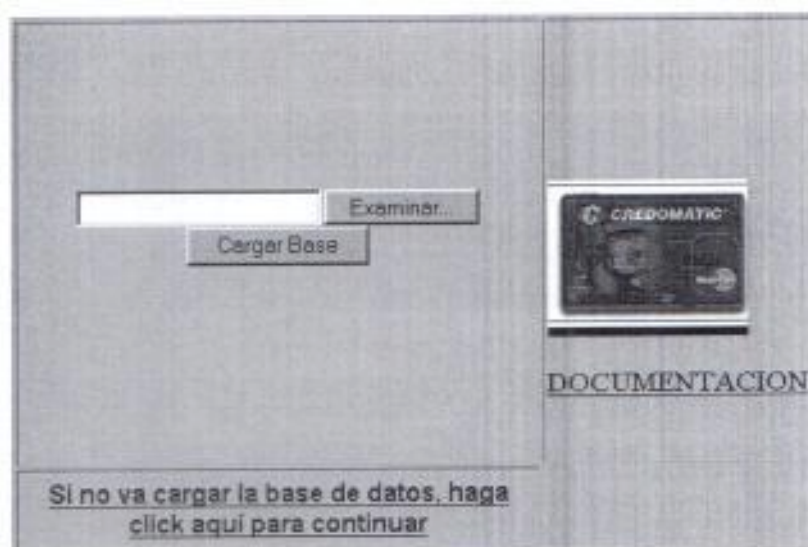 Examinar...
Cargar Base
CREDOMATIC
DOCUMENTACION
Si no va cargar la base de datos, haga
click aquí para continuar